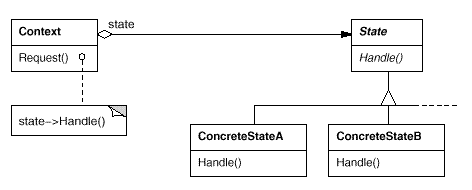 state
Context
State
Request()
Handle()
state->Handle()
ConcreteStateA
ConcreteStateB
Handle()
Handle()